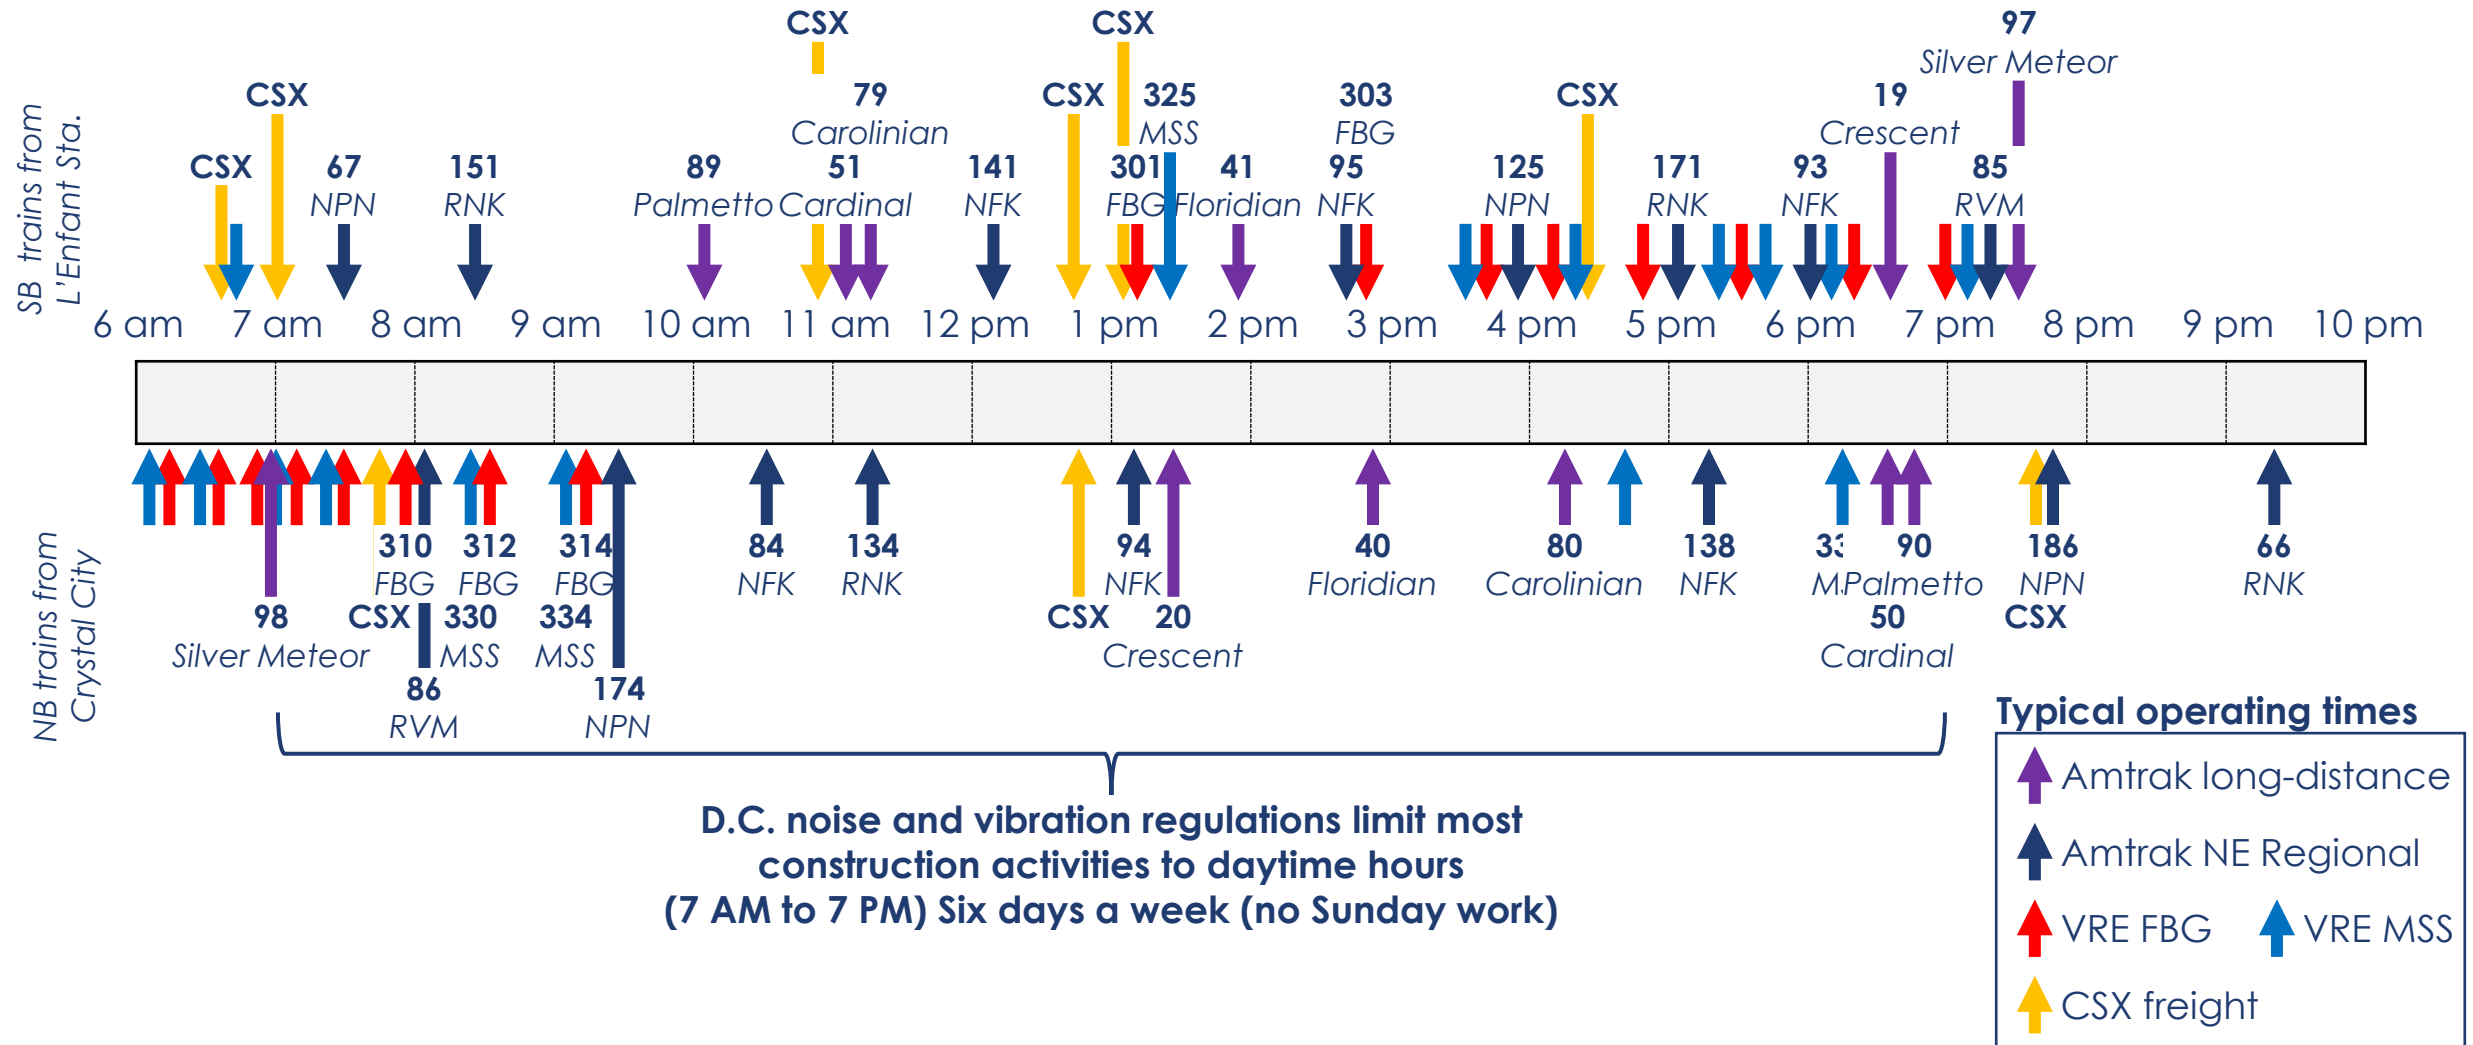 CSX
CSX
97
Silver Meteor
CSX
79
Carolinian
CSX
325
MSS
303
FBG
CSX
19
Crescent
SB trains from
L'Enfant Sta.
CSX
67
NPN
151
RNK
89
Palmetto
51
Cardinal
141
NFK
301
FBG
41
Floridian
95
NFK
125
NPN
171
RNK
93
NFK
85
RVM
6 am
7 am
8 am
9 am
10 am
11 am
12 pm
1 pm
2 pm
3 pm
4 pm
5 pm
6 pm
7 pm
8 pm
9 pm
10 pm
NB trains from
Crystal City
310
FBG
312
FBG
314
FBG
84
NFK
134
RNK
94
NFK
40
Floridian
80
Carolinian
138
NFK
90
Palmetto
186
NPN
66
RNK
98
Silver Meteor
CSX
330
MSS
334
MSS
CSX
20
Crescent
50
Cardinal
CSX
86
RVM
174
NPN
D.C. noise and vibration regulations limit most
construction activities to daytime hours
(7 AM to 7 PM) Six days a week (no Sunday work)
Typical operating times
Amtrak long-distance
Amtrak NE Regional
VRE FBG
VRE MSS
CSX freight